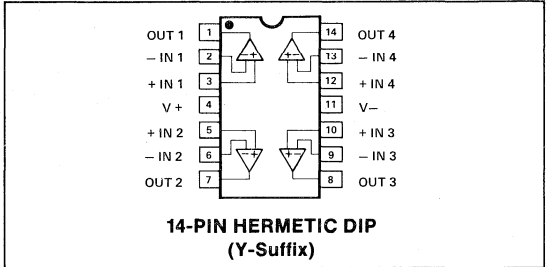 OUT 1 1 14 OUT 4
− IN 1 2 13 − IN 4
+ IN 1 3 12 + IN 4
V+ 4 11 V−
+ IN 2 5 10 + IN 3
− IN 2 6 9 − IN 3
OUT 2 7 8 OUT 3
− + − +
− + − +
14-PIN HERMETIC DIP
(Y-Suffix)